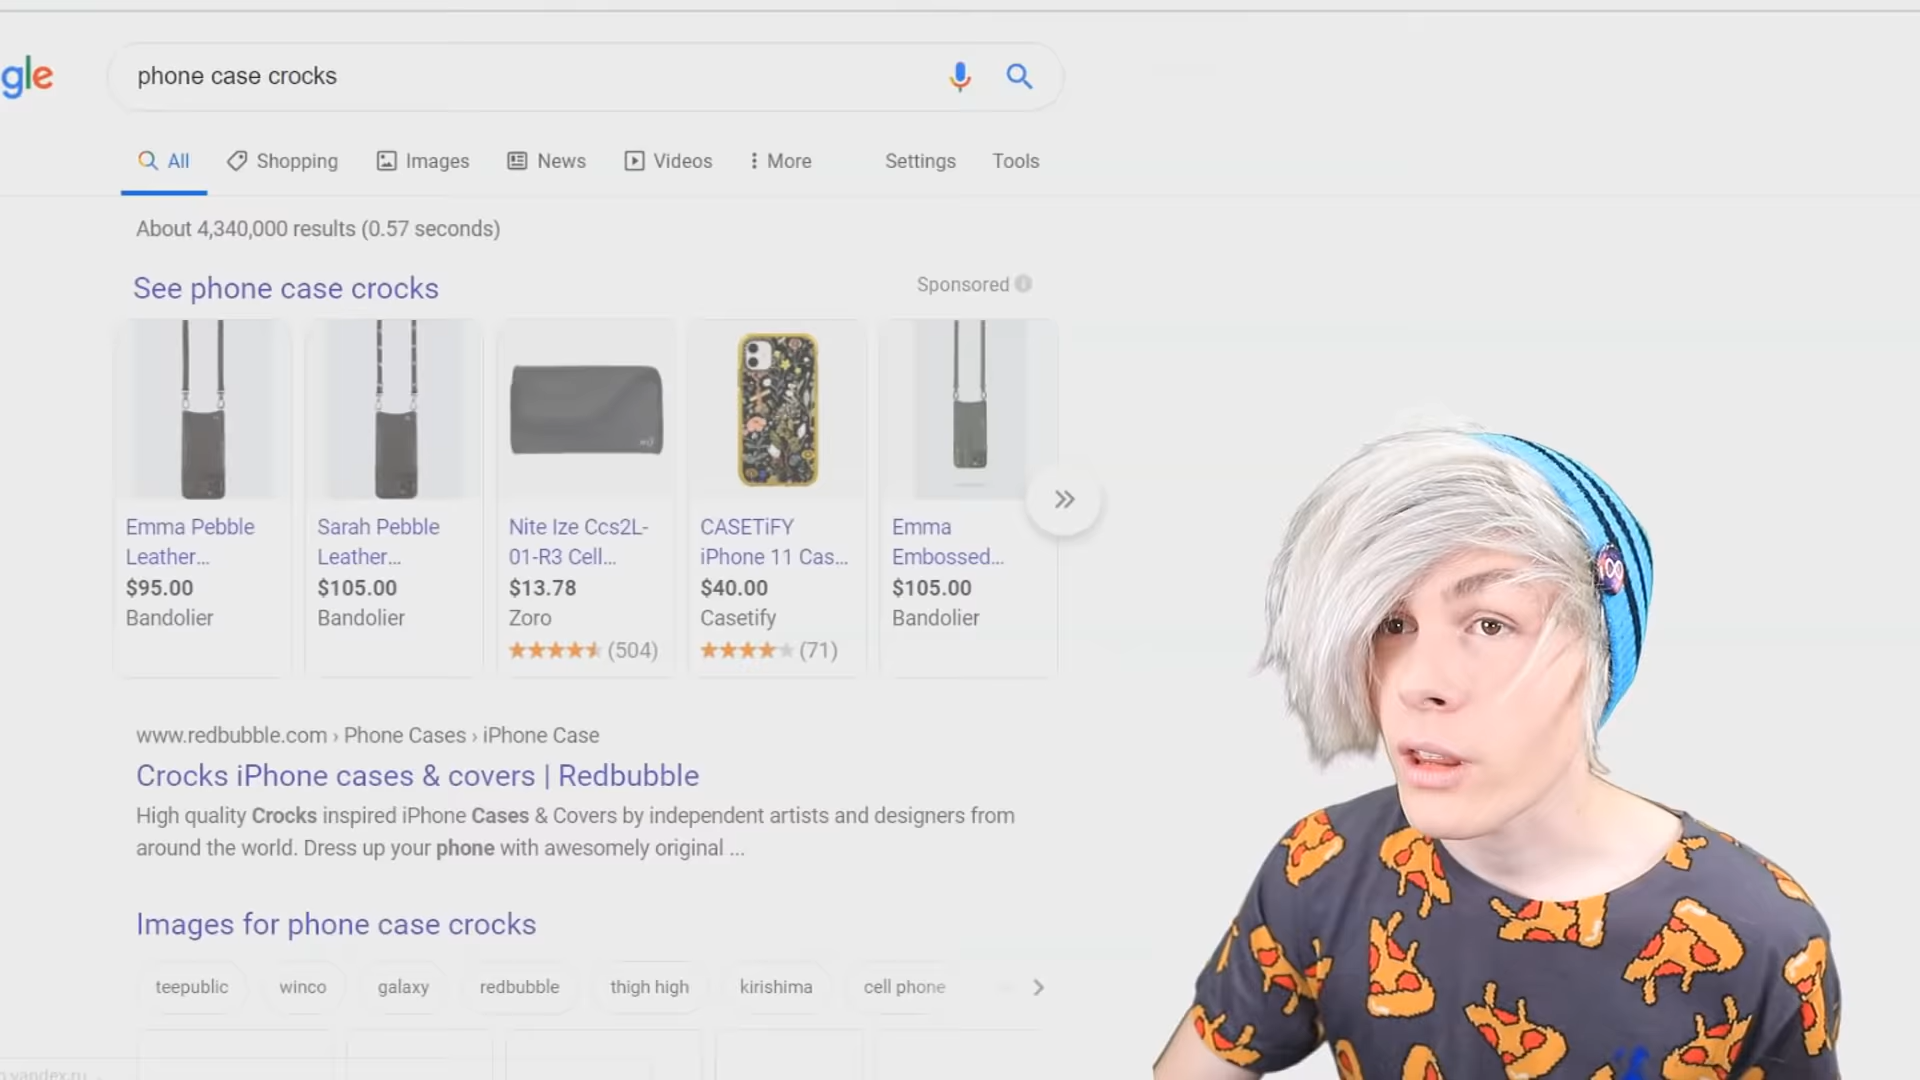 gle
phone case crocks
All Shopping Images News Videos More Settings Tools
About 4,340,000 results (0.57 seconds)
See phone case crocks
Sponsored
Emma Pebble
Leather...
$95.00
Bandolier
Sarah Pebble
Leather...
$105.00
Bandolier
Nite Ize Ccs2L-
01-R3 Cell...
$13.78
Zoro
(504)
CASETiFY
iPhone 11 Cas...
$40.00
Casetify
(71)
Emma
Embossed...
$105.00
Bandolier
www.redbubble.com › Phone Cases › iPhone Case
Crocks iPhone cases & covers | Redbubble
High quality Crocks inspired iPhone Cases & Covers by independent artists and designers from
around the world. Dress up your phone with awesomely original ...
Images for phone case crocks
teepublic winco galaxy redbubble thigh high kirishima cell phone
100